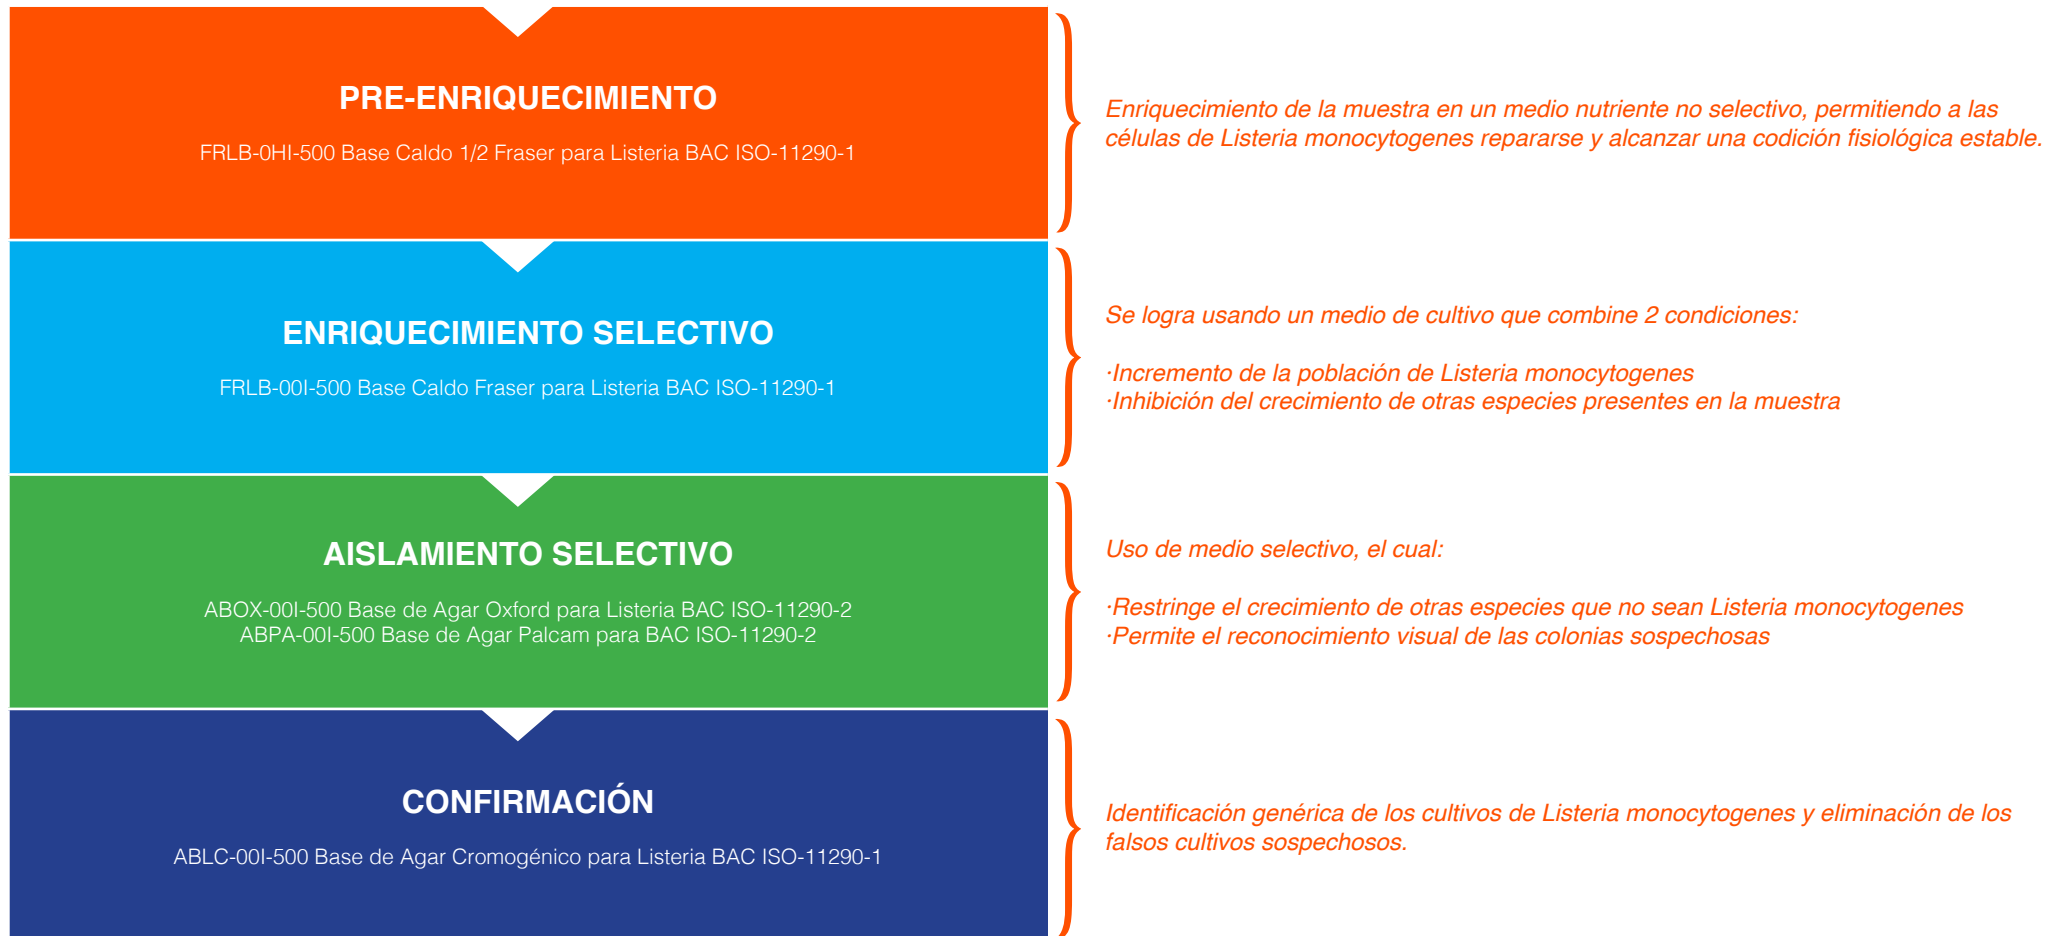 PRE-ENRIQUECIMIENTO
FRLB-0HI-500 Base Caldo 1/2 Fraser para Listeria BAC ISO-11290-1
Enriquecimiento de la muestra en un medio nutriente no selectivo, permitiendo a las
células de Listeria monocytogenes repararse y alcanzar una codición fisiológica estable.
ENRIQUECIMIENTO SELECTIVO
FRLB-00I-500 Base Caldo Fraser para Listeria BAC ISO-11290-1
Se logra usando un medio de cultivo que combine 2 condiciones:
·Incremento de la población de Listeria monocytogenes
·Inhibición del crecimiento de otras especies presentes en la muestra
AISLAMIENTO SELECTIVO
ABOX-00I-500 Base de Agar Oxford para Listeria BAC ISO-11290-2
ABPA-00I-500 Base de Agar Palcam para BAC ISO-11290-2
Uso de medio selectivo, el cual:
·Restringe el crecimiento de otras especies que no sean Listeria monocytogenes
·Permite el reconocimiento visual de las colonias sospechosas
CONFIRMACIÓN
ABLC-00I-500 Base de Agar Cromogénico para Listeria BAC ISO-11290-1
Identificación genérica de los cultivos de Listeria monocytogenes y eliminación de los
falsos cultivos sospechosos.